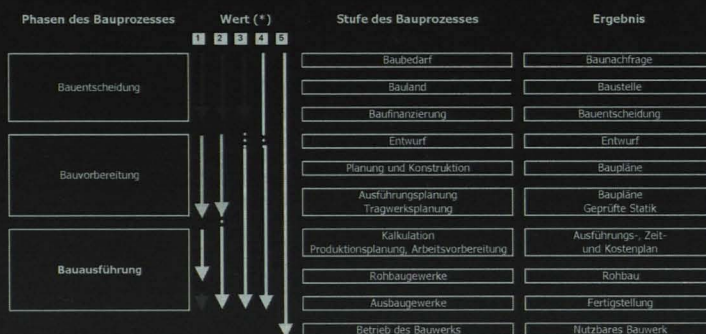 Phasen des Bauprozesses Wert (*) Stufe des Bauprozesses Ergebnis
1 2 3 4 5
Baubedarf Baunachfrage
Bauentscheidung Bauland Baustelle
Baufinanzierung Bauentscheidung
Entwurf Entwurf
Bauvorbereitung Planung und Konstruktion Baupläne
Ausführungsplanung Baupläne
Tragwerksplanung Geprüfte Statik
Kalkulation Ausführungs-, Zeit-
Produktionsplanung, Arbeitsvorbereitung und Kostenplan
Bauausführung Rohbaugewerke Rohbau
Ausbaugewerke Fertigstellung
Betrieb des Bauwerks Nutzbares Bauwerk